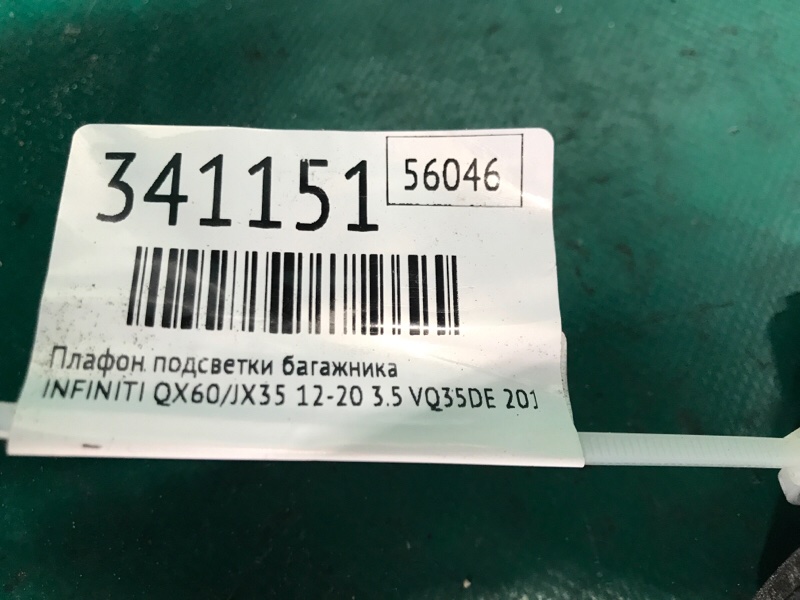 341151
56046
Плафон подсветки багажника
INFINITI QX60/JX35 12-20 3.5 VQ35DE 201